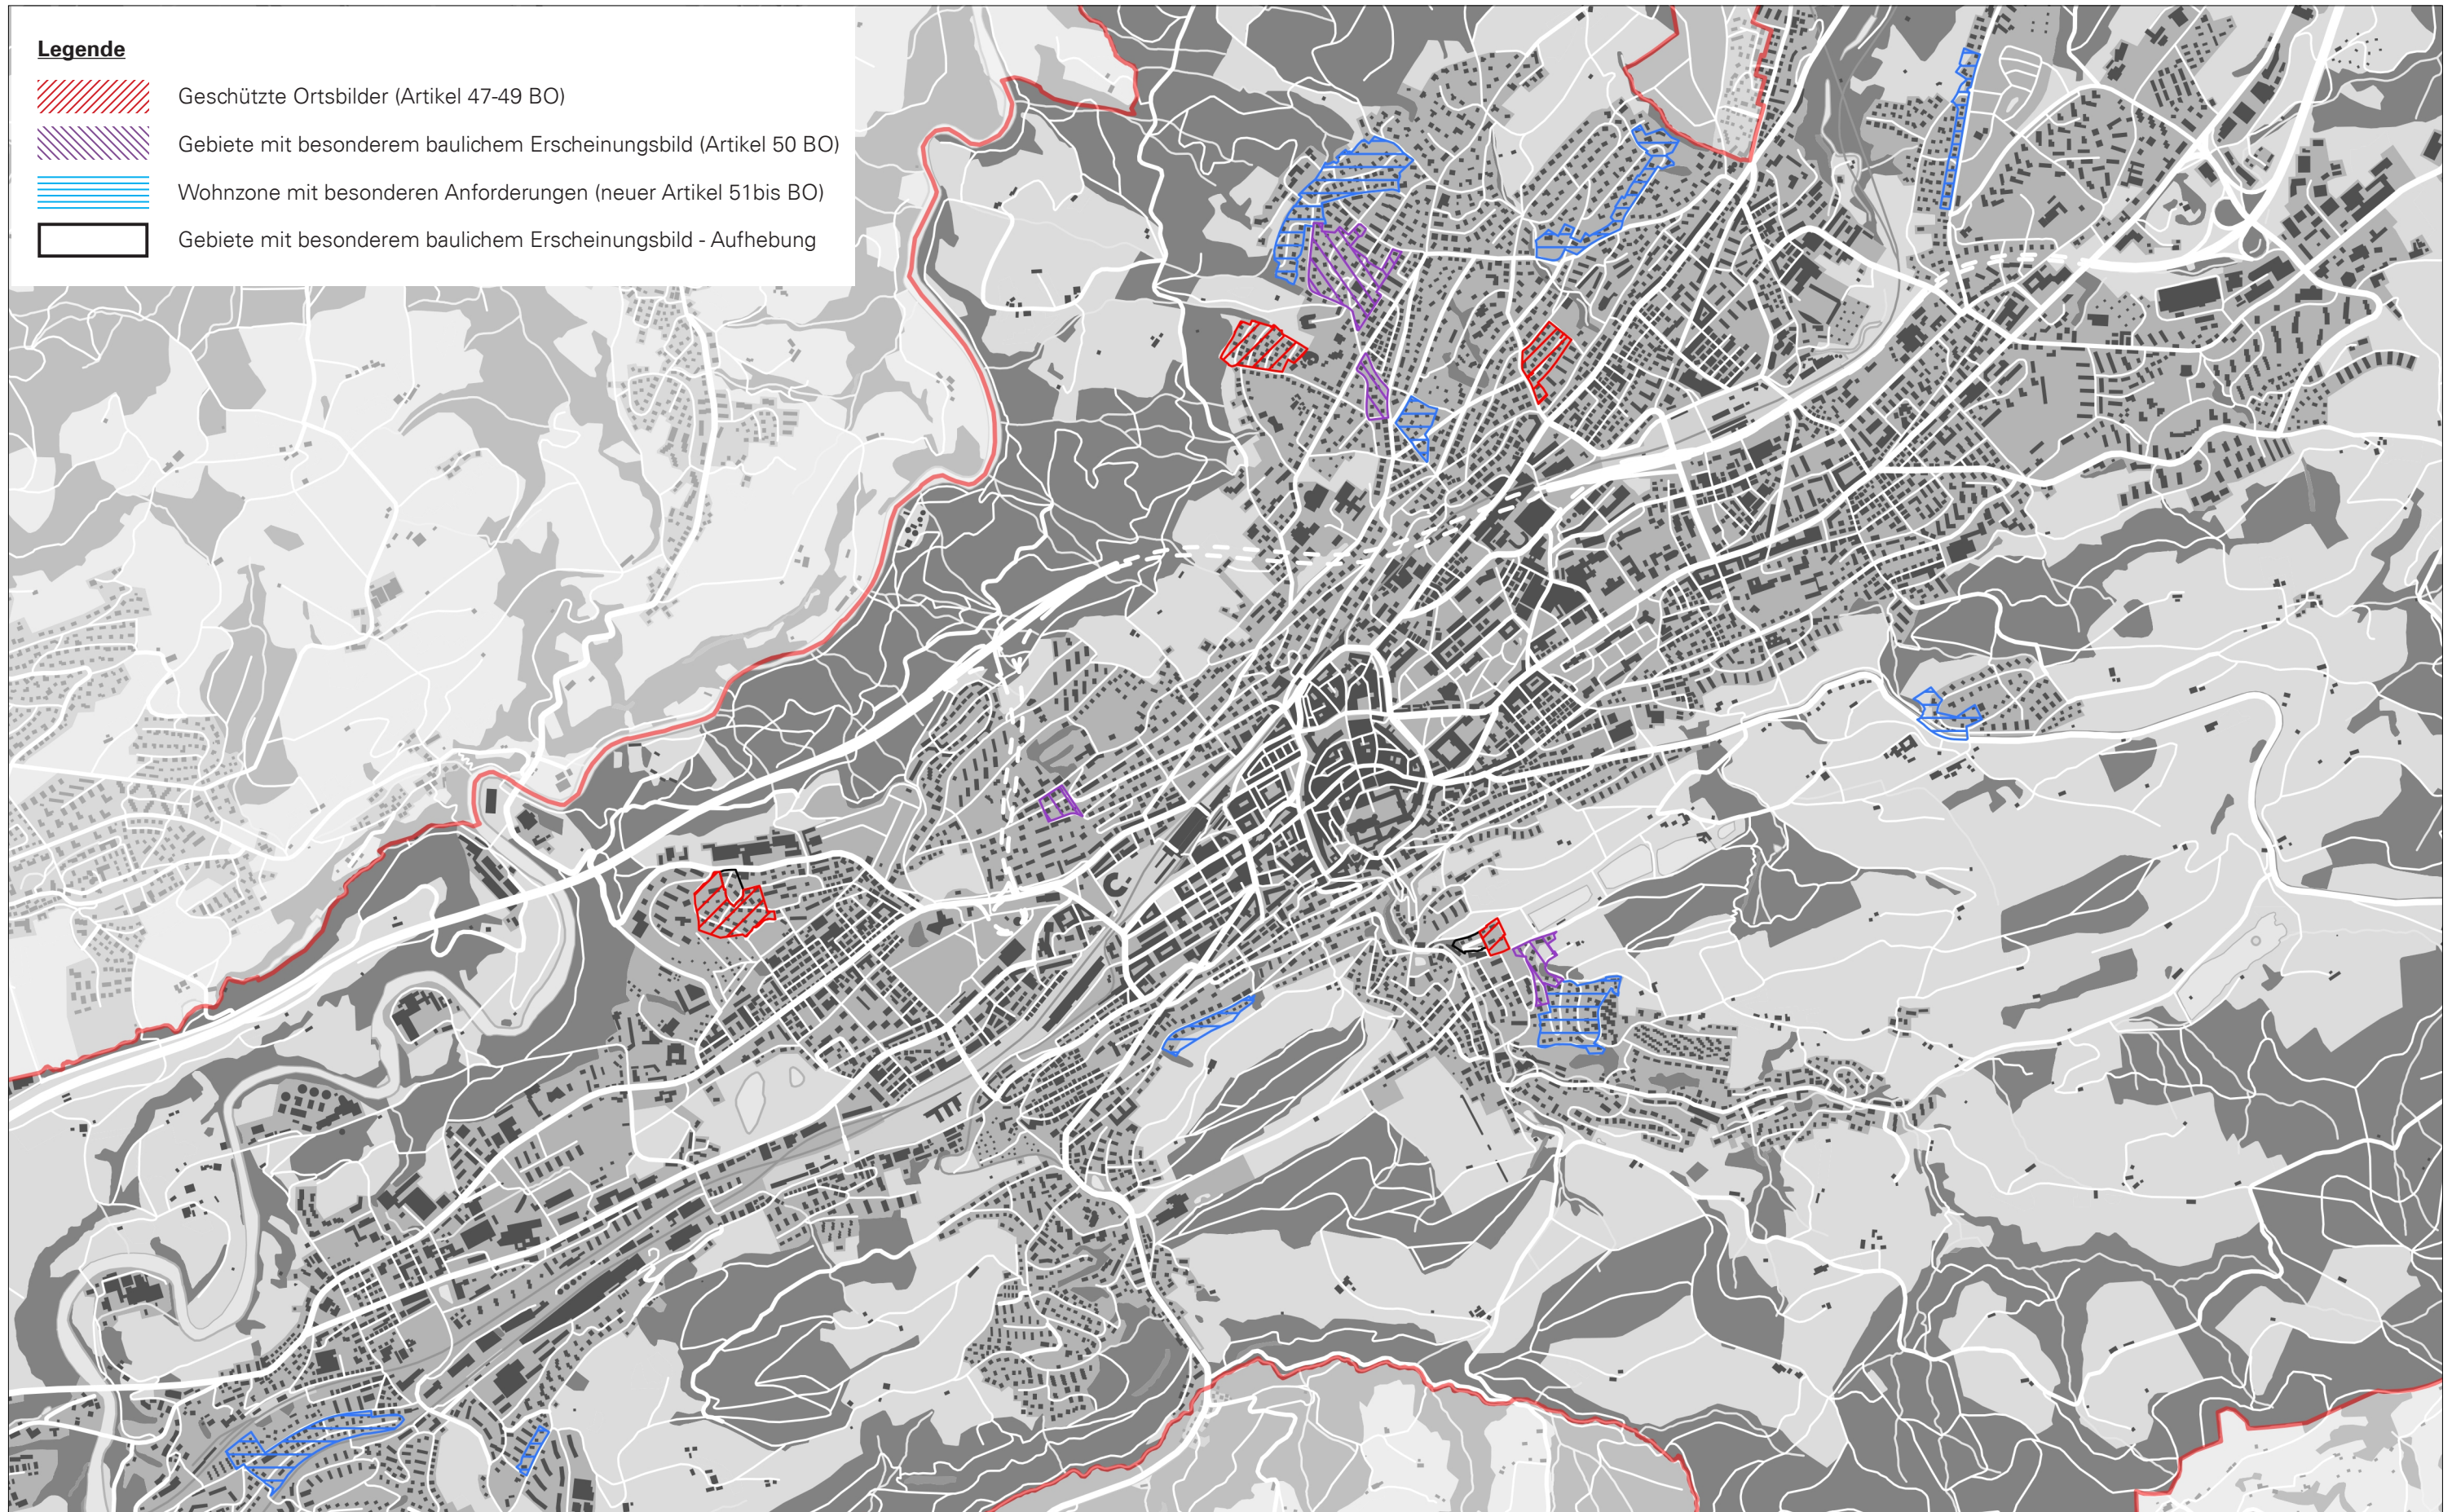 Legende
Geschützte Ortsbilder (Artikel 47-49 BO)
Gebiete mit besonderem baulichem Erscheinungsbild (Artikel 50 BO)
Wohnzone mit besonderen Anforderungen (neuer Artikel 51bis BO)
Gebiete mit besonderem baulichem Erscheinungsbild - Aufhebung